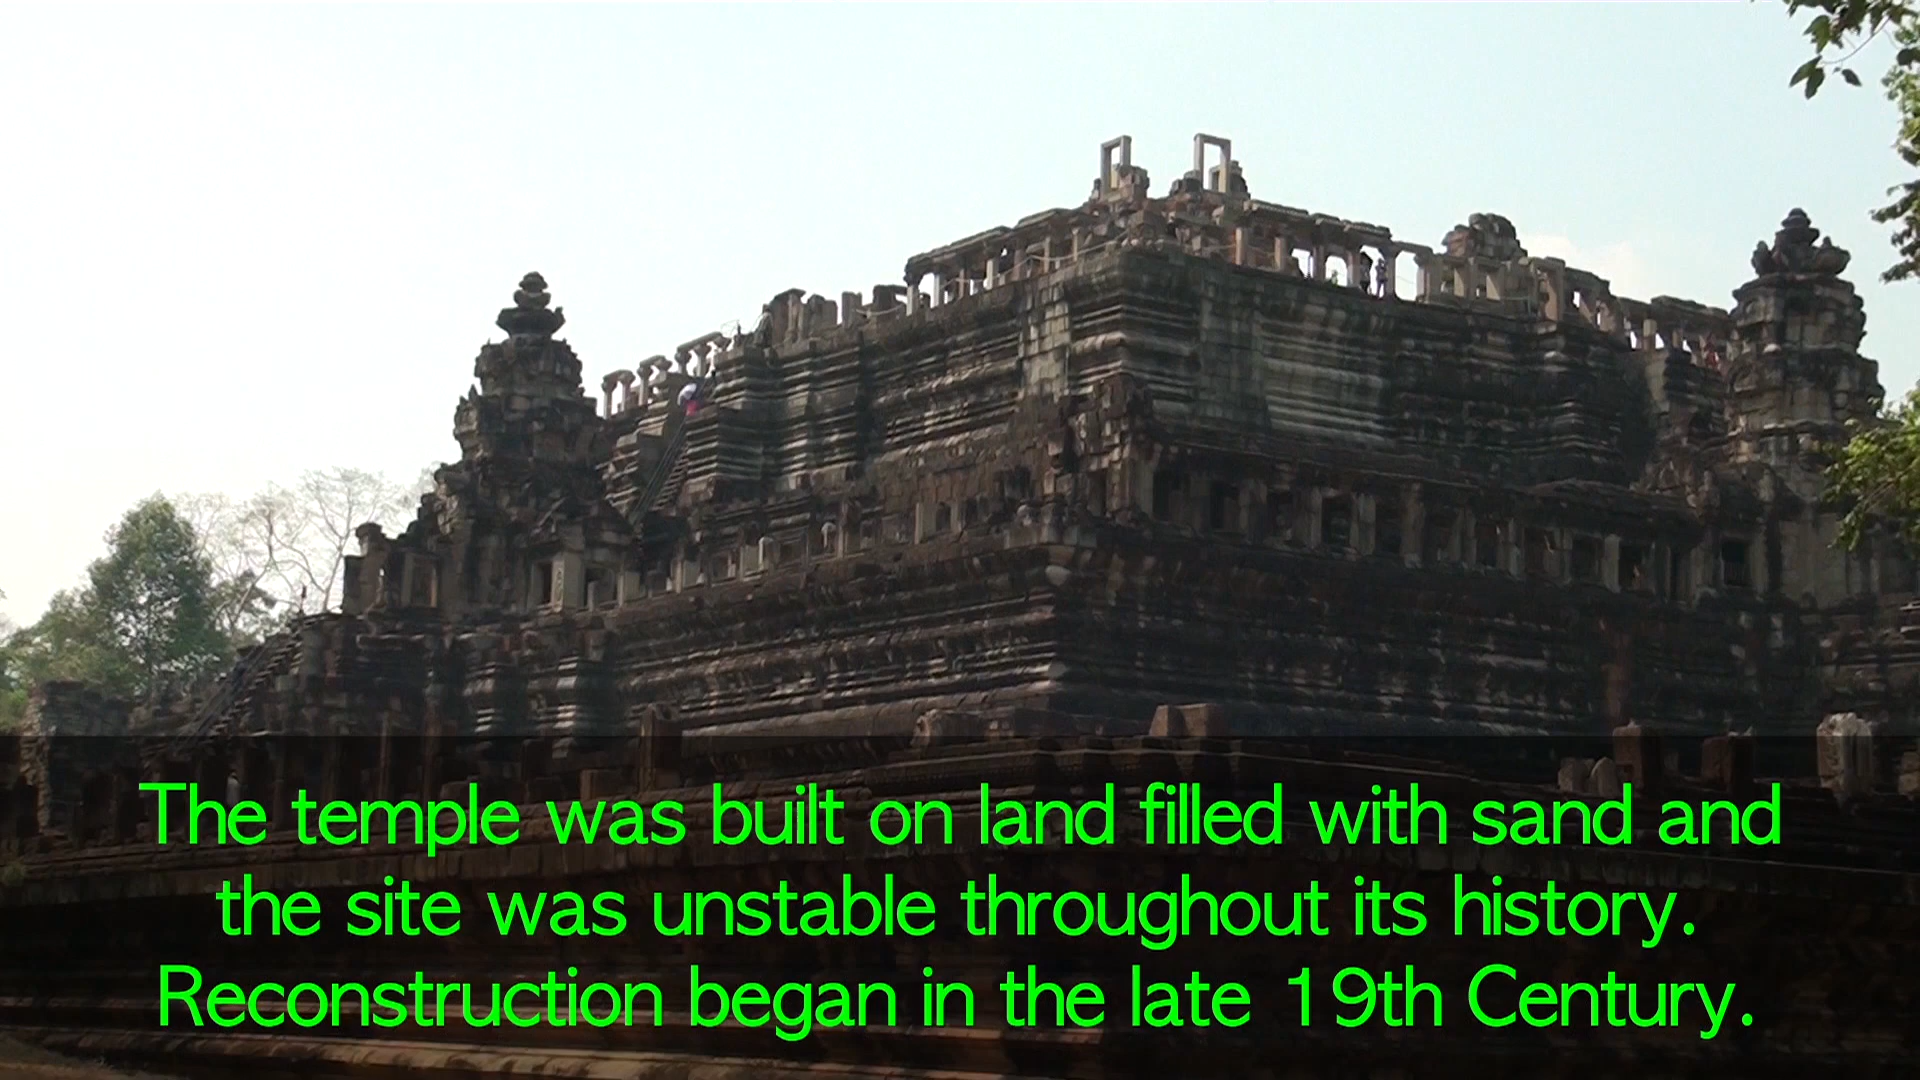 The temple was built on land filled with sand and
the site was unstable throughout its history.
Reconstruction began in the late 19th Century.